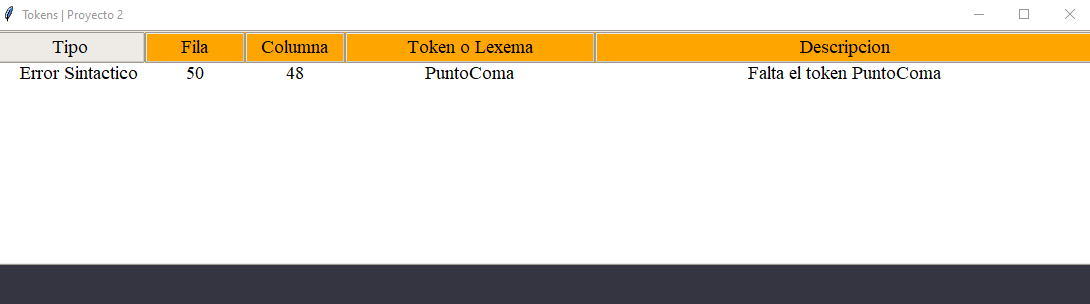 Tokens | Proyecto 2
Tipo Fila Columna Token o Lexema Descripcion
Error Sintactico 50 48 PuntoComa Falta el token PuntoComa